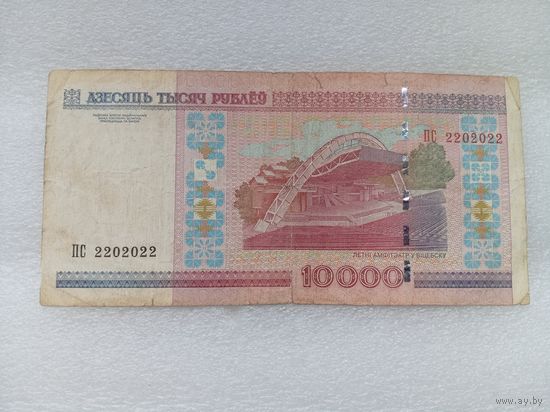 ДЗЕСЯЦЬ ТЫСЯЧ РУБЛЁЎ
ПС 2202022
ПС 2202022
ЛЕТНІ АМФІТЭАТР У ВІЦЕБСКУ
10000
www.ay.by